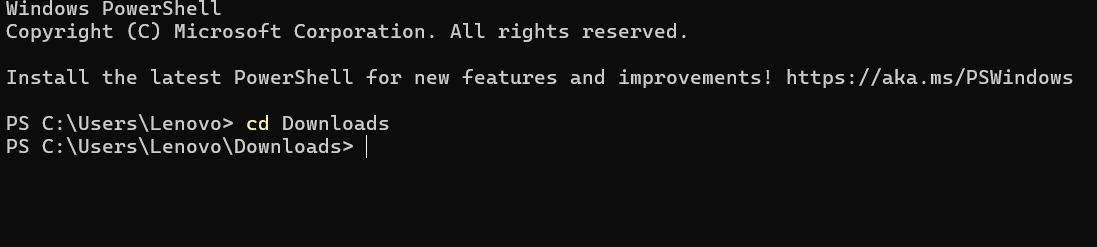 Windows PowerShell
Copyright (C) Microsoft Corporation. All rights reserved.
Install the latest PowerShell for new features and improvements! https://aka.ms/PSWindows
PS C:\Users\Lenovo> cd Downloads
PS C:\Users\Lenovo\Downloads>